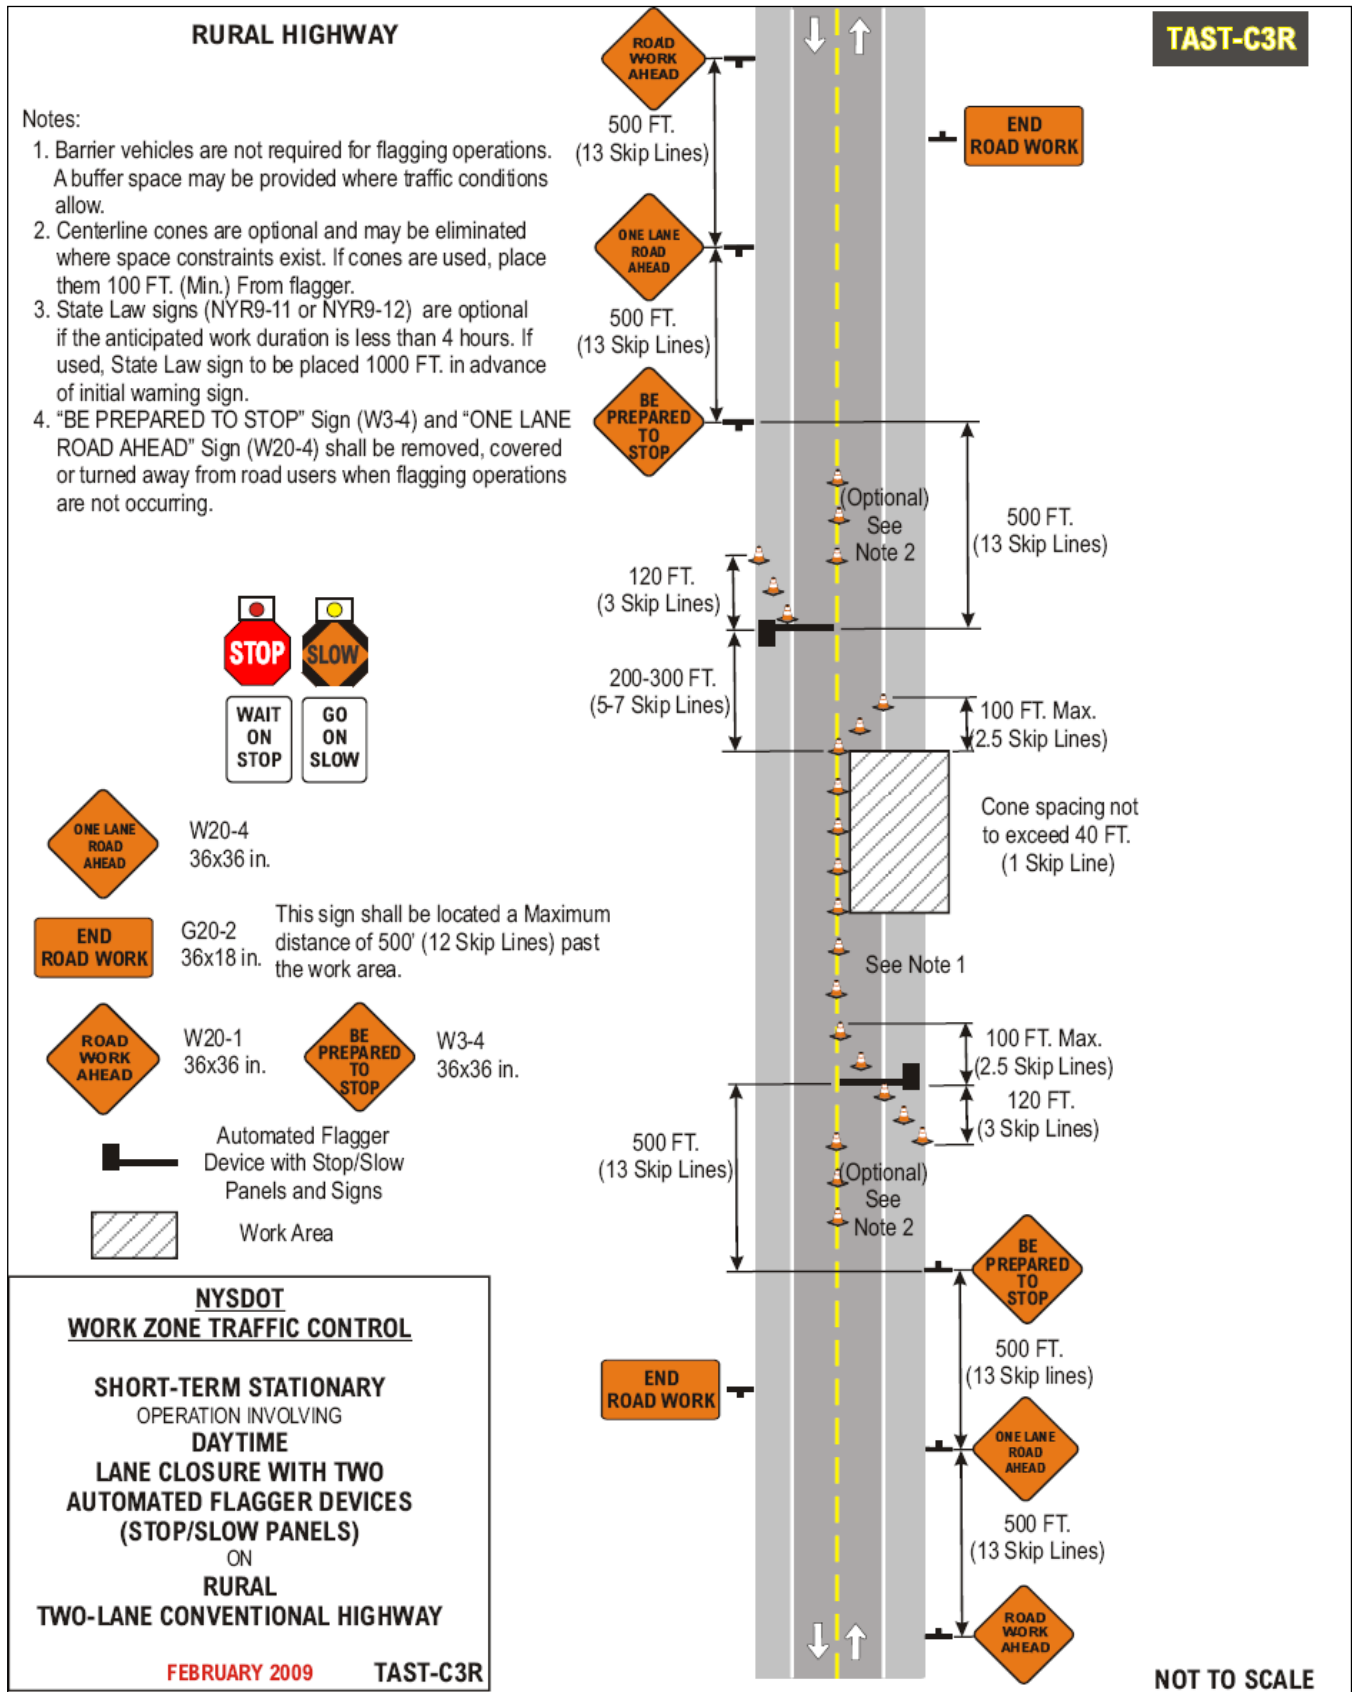 RURAL HIGHWAY
TAST-C3R
Notes:
1. Barrier vehicles are not required for flagging operations.
A buffer space may be provided where traffic conditions
allow.
2. Centerline cones are optional and may be eliminated
where space constraints exist. If cones are used, place
them 100 FT. (Min.) From flagger.
3. State Law signs (NYR9-11 or NYR9-12) are optional
if the anticipated work duration is less than 4 hours. If
used, State Law sign to be placed 1000 FT. in advance
of initial warning sign.
4. “BE PREPARED TO STOP” Sign (W3-4) and “ONE LANE
ROAD AHEAD” Sign (W20-4) shall be removed, covered
or turned away from road users when flagging operations
are not occurring.
STOP
SLOW
WAIT
ON
STOP
GO
ON
SLOW
ONE LANE
ROAD
AHEAD
W20-4
36x36 in.
END
ROAD WORK
G20-2
36x18 in.
This sign shall be located a Maximum
distance of 500' (12 Skip Lines) past
the work area.
ROAD
WORK
AHEAD
W20-1
36x36 in.
BE
PREPARED
TO
STOP
W3-4
36x36 in.
Automated Flagger
Device with Stop/Slow
Panels and Signs
Work Area
NYSDOT
WORK ZONE TRAFFIC CONTROL
SHORT-TERM STATIONARY
OPERATION INVOLVING
DAYTIME
LANE CLOSURE WITH TWO
AUTOMATED FLAGGER DEVICES
(STOP/SLOW PANELS)
ON
RURAL
TWO-LANE CONVENTIONAL HIGHWAY
FEBRUARY 2009
TAST-C3R
ROAD
WORK
AHEAD
500 FT.
(13 Skip Lines)
END
ROAD WORK
ONE LANE
ROAD
AHEAD
500 FT.
(13 Skip Lines)
BE
PREPARED
TO
STOP
(Optional)
See
Note 2
500 FT.
(13 Skip Lines)
120 FT.
(3 Skip Lines)
200-300 FT.
(5-7 Skip Lines)
100 FT. Max.
(2.5 Skip Lines)
Cone spacing not
to exceed 40 FT.
(1 Skip Line)
See Note 1
100 FT. Max.
(2.5 Skip Lines)
120 FT.
(3 Skip Lines)
500 FT.
(13 Skip Lines)
(Optional)
See
Note 2
BE
PREPARED
TO
STOP
500 FT.
(13 Skip lines)
END
ROAD WORK
ONE LANE
ROAD
AHEAD
500 FT.
(13 Skip Lines)
ROAD
WORK
AHEAD
NOT TO SCALE